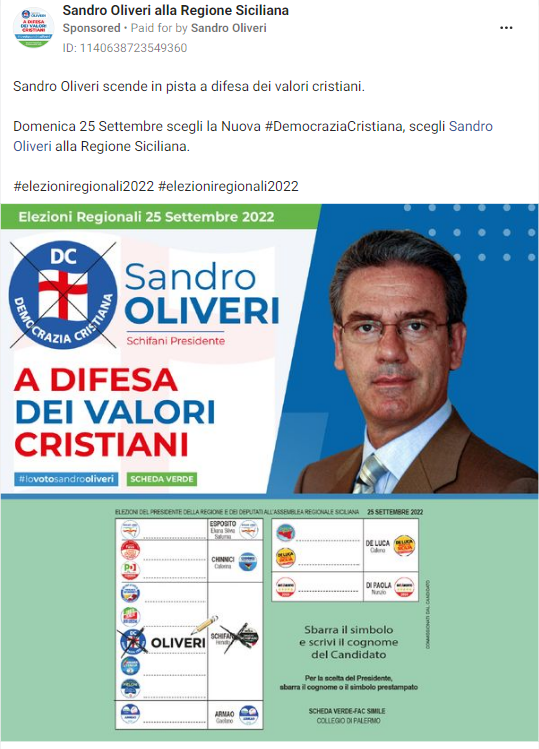 Sandro Oliveri alla Regione Siciliana
Sponsored • Paid for by Sandro Oliveri
ID: 1140638723549360
Sandro Oliveri scende in pista a difesa dei valori cristiani.
Domenica 25 Settembre scegli la Nuova #DemocraziaCristiana, scegli Sandro
Oliveri alla Regione Siciliana.
#elezioniregionali2022 #elezioniregionali2022
Elezioni Regionali 25 Settembre 2022
DC
DEMOCRAZIA CRISTIANA
Sandro
OLIVERI
Schifani Presidente
A DIFESA
DEI VALORI
CRISTIANI
#Iovotosandrooliveri
SCHEDA VERDE
ELEZIONI DEL PRESIDENTE DELLA REGIONE E DEI DEPUTATI ALL'ASSEMBLEA REGIONALE SICILIANA 25 SETTEMBRE 2022
ESPOSITO
CHINNICI
Caterina
OLIVERI
SCHIFANI
ARMAO
Gaetano
DE LUCA
Cateno
DI PAOLA
Nunzio
Sbarra il simbolo
e scrivi il cognome
del Candidato
Per la scelta del Presidente,
sbarra il cognome o il simbolo prestampato
SCHEDA VERDE-FAC SIMILE
COLLEGIO DI PALERMO
COMMISSIONATO DAL CANDIDATO